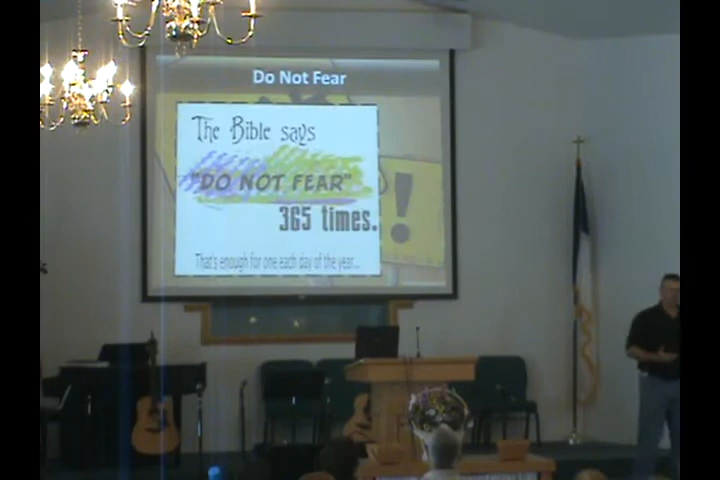 Do Not Fear
The Bible says
"DO NOT FEAR"
365 times.
That's enough for one each day of the year...
!